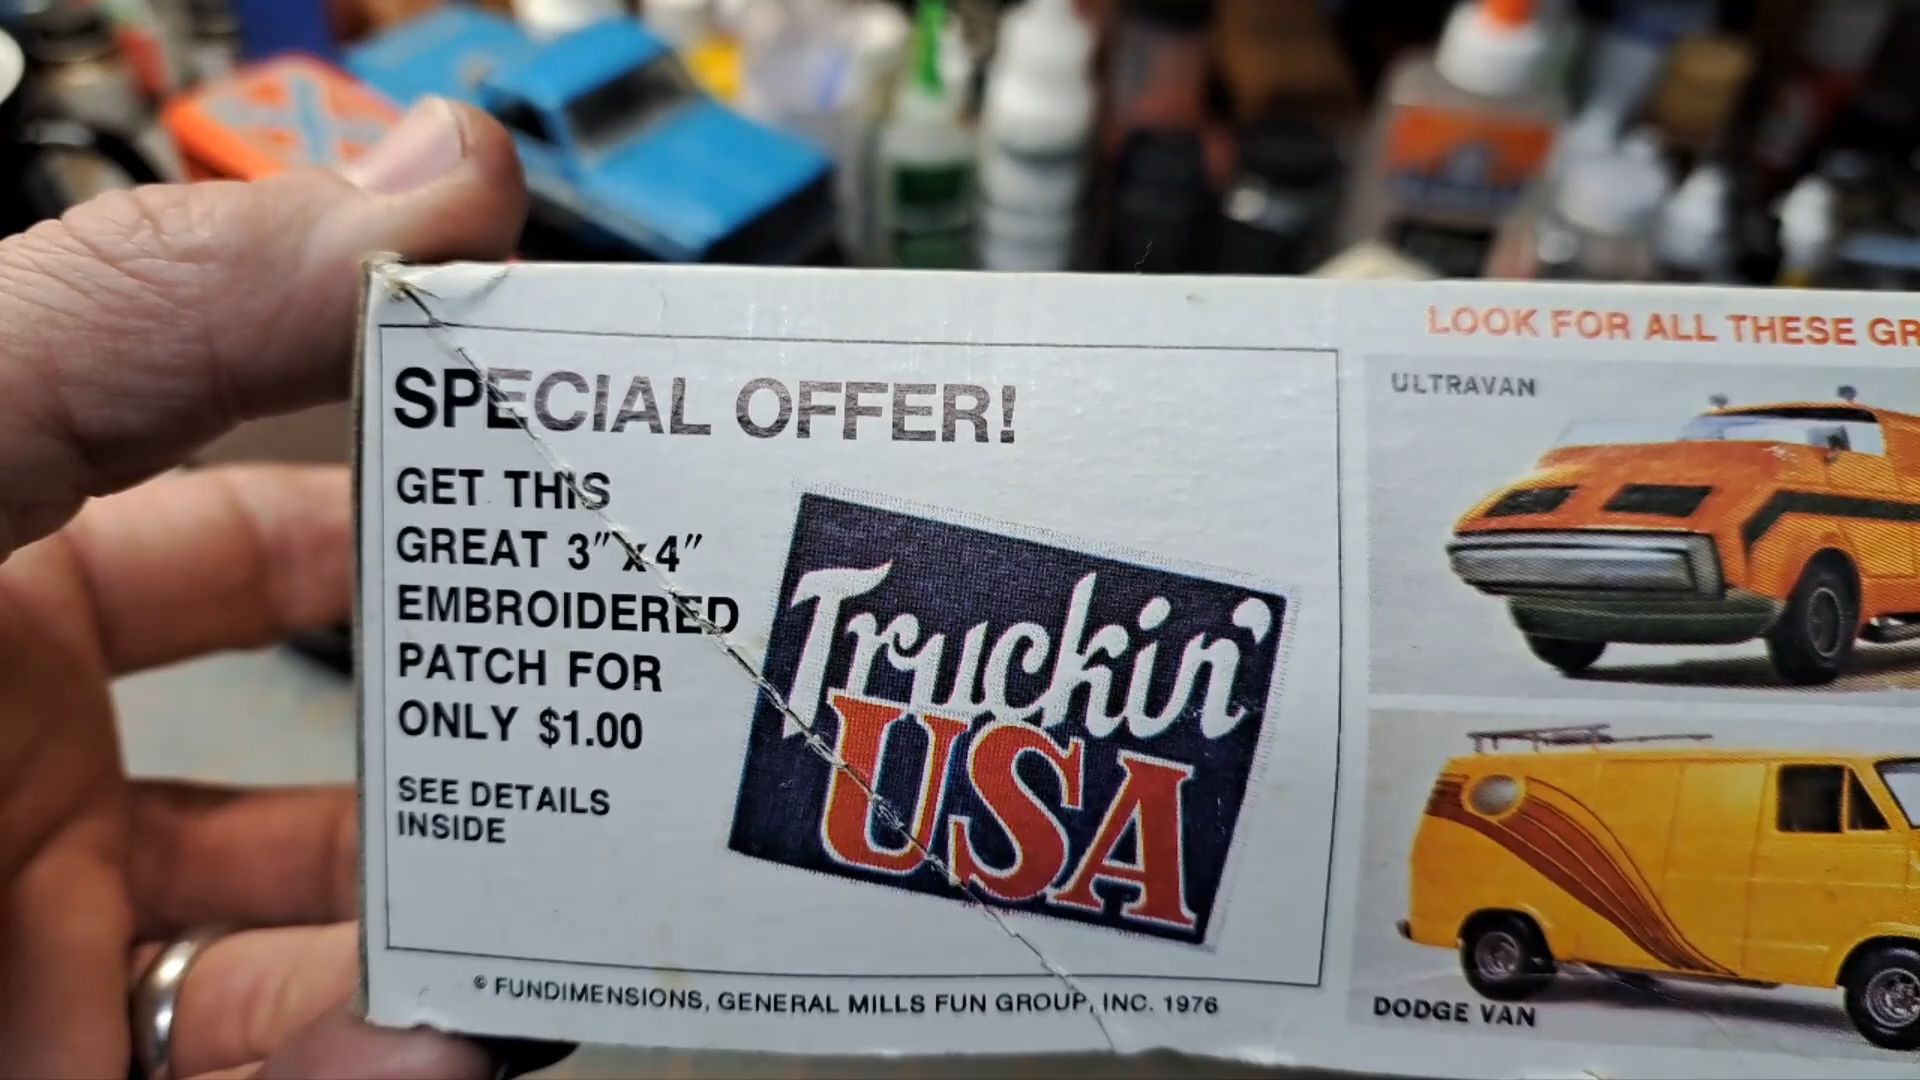 SPECIAL OFFER!
GET THIS
GREAT 3" x 4"
EMBROIDERED
PATCH FOR
ONLY $1.00
SEE DETAILS
INSIDE
Truckin'
USA
© FUNDIMENSIONS, GENERAL MILLS FUN GROUP, INC. 1976
LOOK FOR ALL THESE GR
ULTRAVAN
DODGE VAN